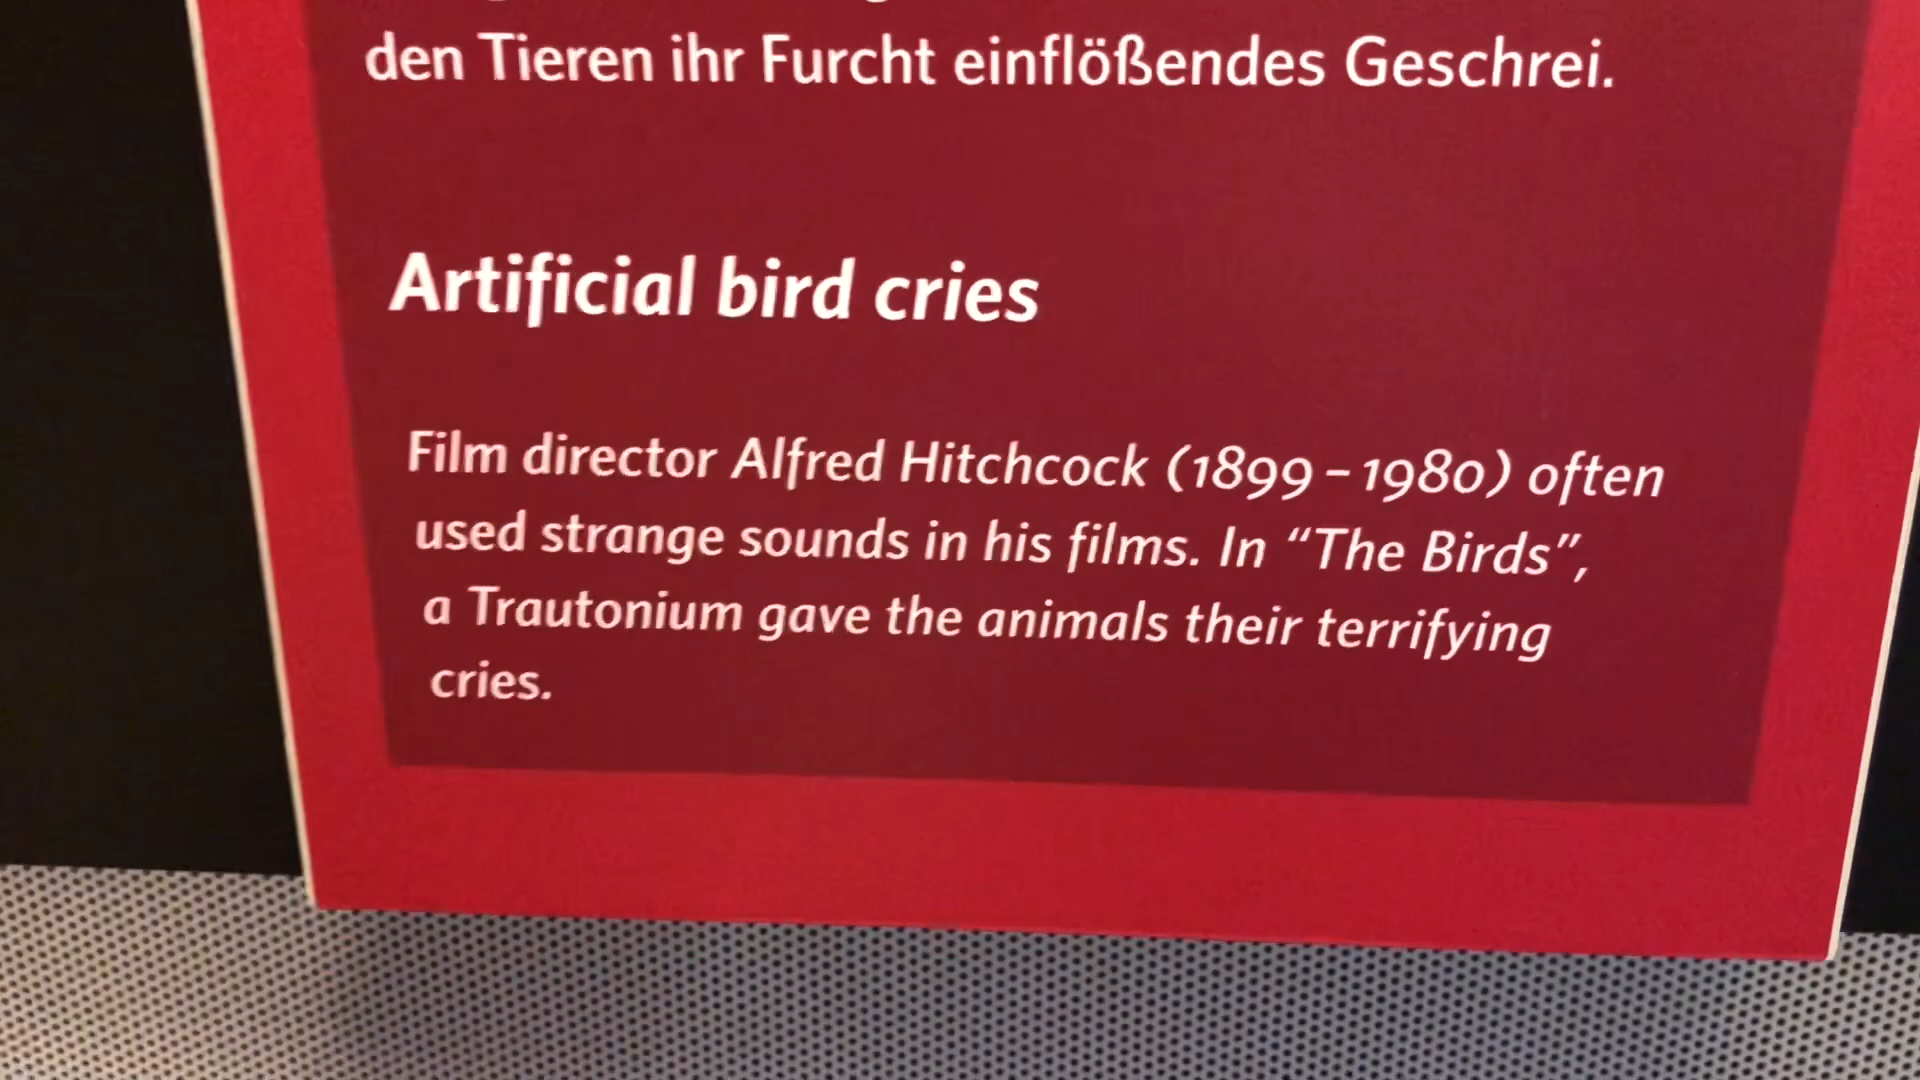 den Tieren ihr Furcht einflößendes Geschrei.
Artificial bird cries
Film director Alfred Hitchcock (1899 – 1980) often
used strange sounds in his films. In “The Birds”,
a Trautonium gave the animals their terrifying
cries.